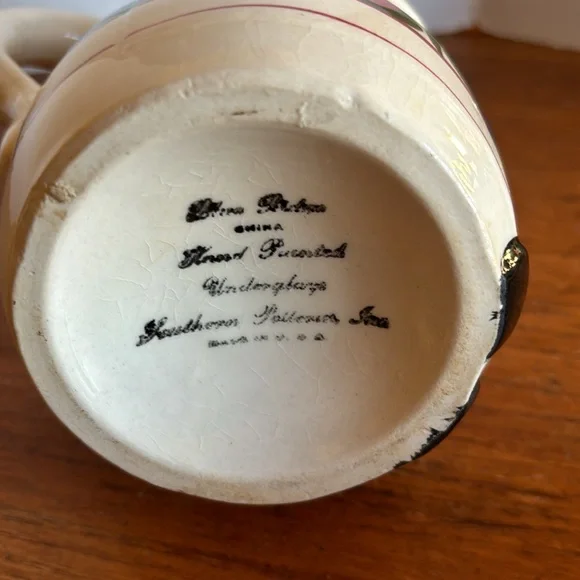 Blue Ridge
CHINA
Hand Painted
Underglaze
Southern Potteries, Inc.
MADE IN U. S. A.